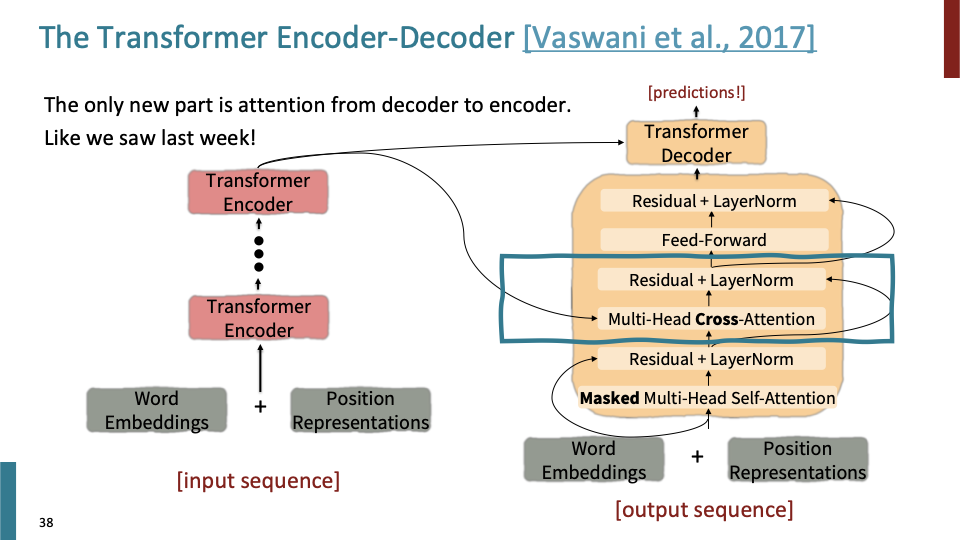 The Transformer Encoder-Decoder [Vaswani et al., 2017]
The only new part is attention from decoder to encoder.
Like we saw last week!
Transformer
Encoder
Transformer
Encoder
Word
Embeddings
+
Position
Representations
[input sequence]
[predictions!]
Transformer
Decoder
Residual + LayerNorm
Feed-Forward
Residual + LayerNorm
Multi-Head Cross-Attention
Residual + LayerNorm
Masked Multi-Head Self-Attention
Word
Embeddings
+
Position
Representations
[output sequence]
38